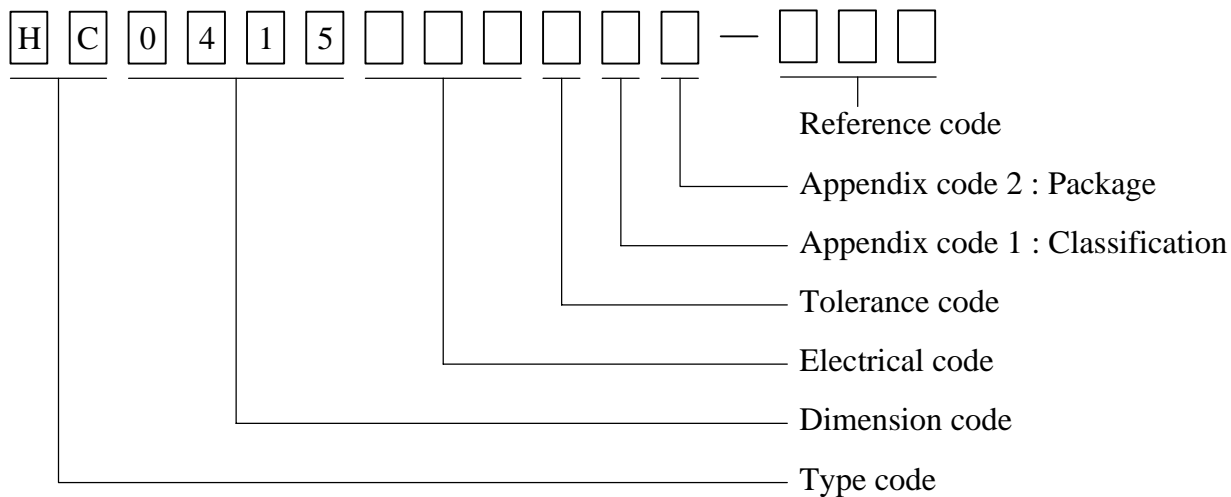 H C 0 4 1 5 —
Reference code
Appendix code 2 : Package
Appendix code 1 : Classification
Tolerance code
Electrical code
Dimension code
Type code